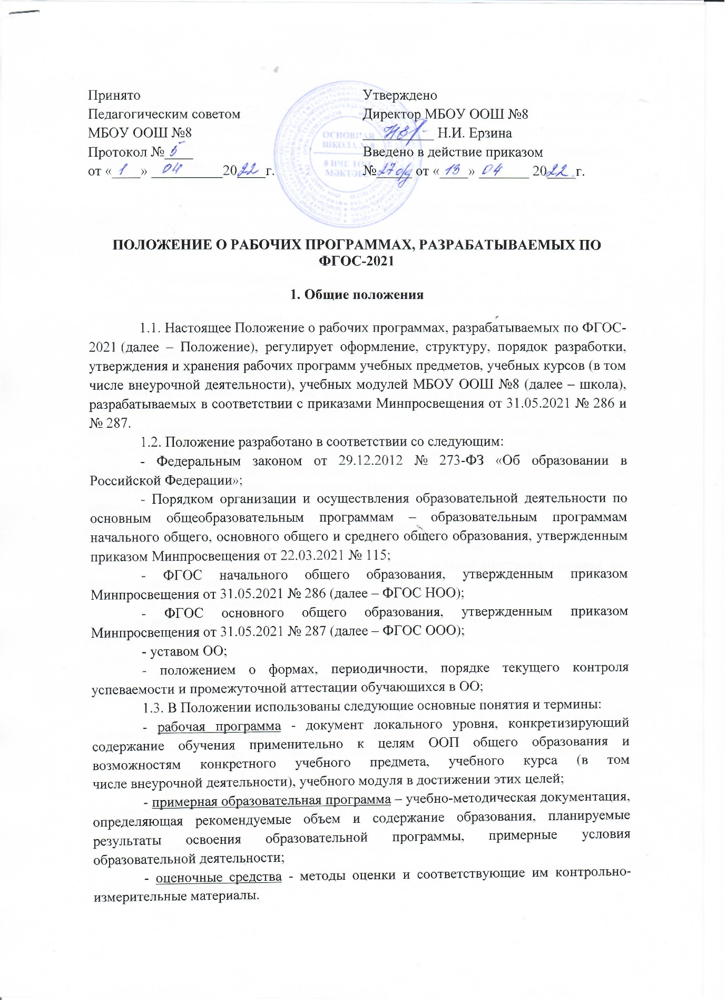 Принято
Педагогическим советом
МБОУ ООШ №8
Протокол № 5
от « 1 » 04 2022 г.
Утверждено
Директор МБОУ ООШ №8
Н.И. Ерзина
Введено в действие приказом
№ 27 о/д от « 13 » 04 2022 г.
ОСНОВНАЯ
ШКОЛА № 8
8 НЧЕ ТӨП
МӘКТӘБЕ
ПОЛОЖЕНИЕ О РАБОЧИХ ПРОГРАММАХ, РАЗРАБАТЫВАЕМЫХ ПО
ФГОС-2021
1. Общие положения
1.1. Настоящее Положение о рабочих программах, разрабатываемых по ФГОС-
2021 (далее – Положение), регулирует оформление, структуру, порядок разработки,
утверждения и хранения рабочих программ учебных предметов, учебных курсов (в том
числе внеурочной деятельности), учебных модулей МБОУ ООШ №8 (далее – школа),
разрабатываемых в соответствии с приказами Минпросвещения от 31.05.2021 № 286 и
№ 287.
1.2. Положение разработано в соответствии со следующим:
- Федеральным законом от 29.12.2012 № 273-ФЗ «Об образовании в
Российской Федерации»;
- Порядком организации и осуществления образовательной деятельности по
основным общеобразовательным программам – образовательным программам
начального общего, основного общего и среднего общего образования, утвержденным
приказом Минпросвещения от 22.03.2021 № 115;
- ФГОС начального общего образования, утвержденным приказом
Минпросвещения от 31.05.2021 № 286 (далее – ФГОС НОО);
- ФГОС основного общего образования, утвержденным приказом
Минпросвещения от 31.05.2021 № 287 (далее – ФГОС ООО);
- уставом ОО;
- положением о формах, периодичности, порядке текущего контроля
успеваемости и промежуточной аттестации обучающихся в ОО;
1.3. В Положении использованы следующие основные понятия и термины:
- рабочая программа - документ локального уровня, конкретизирующий
содержание обучения применительно к целям ООП общего образования и
возможностям конкретного учебного предмета, учебного курса (в том
числе внеурочной деятельности), учебного модуля в достижении этих целей;
- примерная образовательная программа – учебно-методическая документация,
определяющая рекомендуемые объем и содержание образования, планируемые
результаты освоения образовательной программы, примерные условия
образовательной деятельности;
- оценочные средства - методы оценки и соответствующие им контрольно-
измерительные материалы.